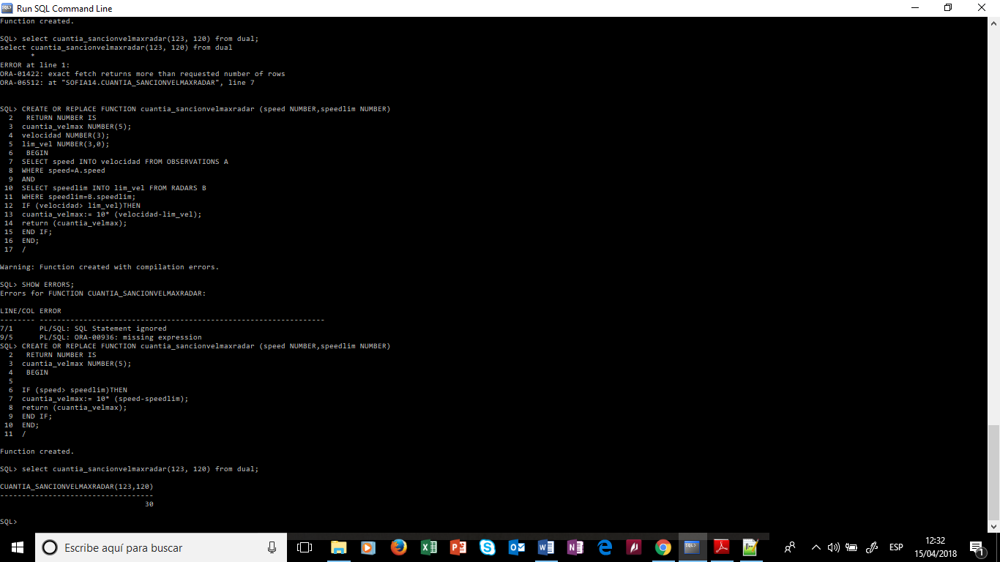 Run SQL Command Line
Function created.
SQL> select cuantia_sancionvelmaxradar(123, 120) from dual;
select cuantia_sancionvelmaxradar(123, 120) from dual
*
ERROR at line 1:
ORA-01422: exact fetch returns more than requested number of rows
ORA-06512: at "SOFIA14.CUANTIA_SANCIONVELMAXRADAR", line 7
SQL> CREATE OR REPLACE FUNCTION cuantia_sancionvelmaxradar (speed NUMBER,speedlim NUMBER)
2 RETURN NUMBER IS
3 cuantia_velmax NUMBER(5);
4 velocidad NUMBER(3);
5 lim_vel NUMBER(3,0);
6 BEGIN
7 SELECT speed INTO velocidad FROM OBSERVATIONS A
8 WHERE speed=A.speed
9 AND
10 SELECT speedlim INTO lim_vel FROM RADARS B
11 WHERE speedlim=B.speedlim;
12 IF (velocidad> lim_vel)THEN
13 cuantia_velmax:= 10* (velocidad-lim_vel);
14 return (cuantia_velmax);
15 END IF;
16 END;
17 /
Warning: Function created with compilation errors.
SQL> SHOW ERRORS;
Errors for FUNCTION CUANTIA_SANCIONVELMAXRADAR:
LINE/COL ERROR
-------- -----------------------------------------------------------------
7/1 PL/SQL: SQL Statement ignored
9/5 PL/SQL: ORA-00936: missing expression
SQL> CREATE OR REPLACE FUNCTION cuantia_sancionvelmaxradar (speed NUMBER,speedlim NUMBER)
2 RETURN NUMBER IS
3 cuantia_velmax NUMBER(5);
4 BEGIN
5
6 IF (speed> speedlim)THEN
7 cuantia_velmax:= 10* (speed-speedlim);
8 return (cuantia_velmax);
9 END IF;
10 END;
11 /
Function created.
SQL> select cuantia_sancionvelmaxradar(123, 120) from dual;
CUANTIA_SANCIONVELMAXRADAR(123,120)
-----------------------------------
30
SQL>
Escribe aquí para buscar
ESP
12:32
15/04/2018
1